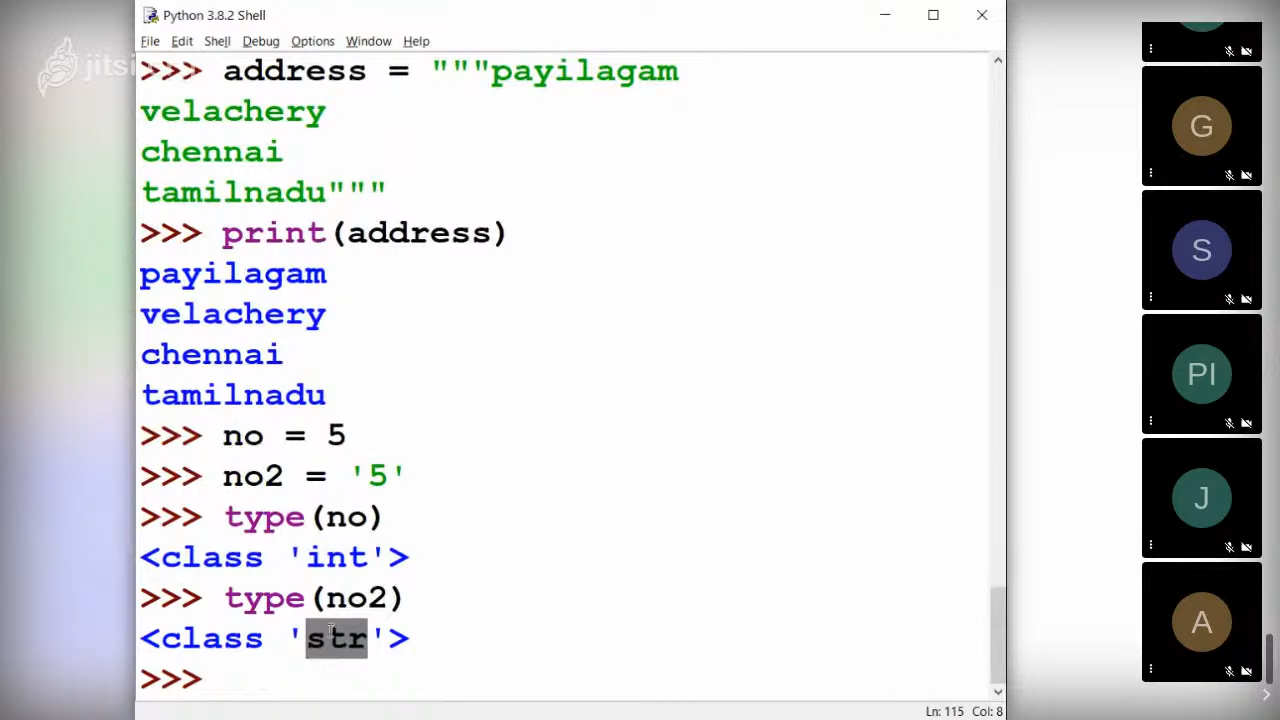 Python 3.8.2 Shell
File Edit Shell Debug Options Window Help
jitsi
>>> address = """payilagam
velachery
chennai
tamilnadu"""
>>> print(address)
payilagam
velachery
chennai
tamilnadu
>>> no = 5
>>> no2 = '5'
>>> type(no)
<class 'int'>
>>> type(no2)
<class 'str'>
>>>
Ln: 115 Col: 8
G
S
PI
J
A